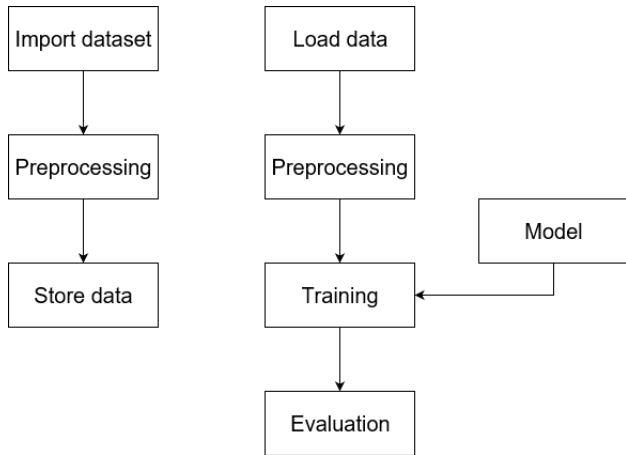 Import dataset
Preprocessing
Store data
Load data
Preprocessing
Training
Evaluation
Model